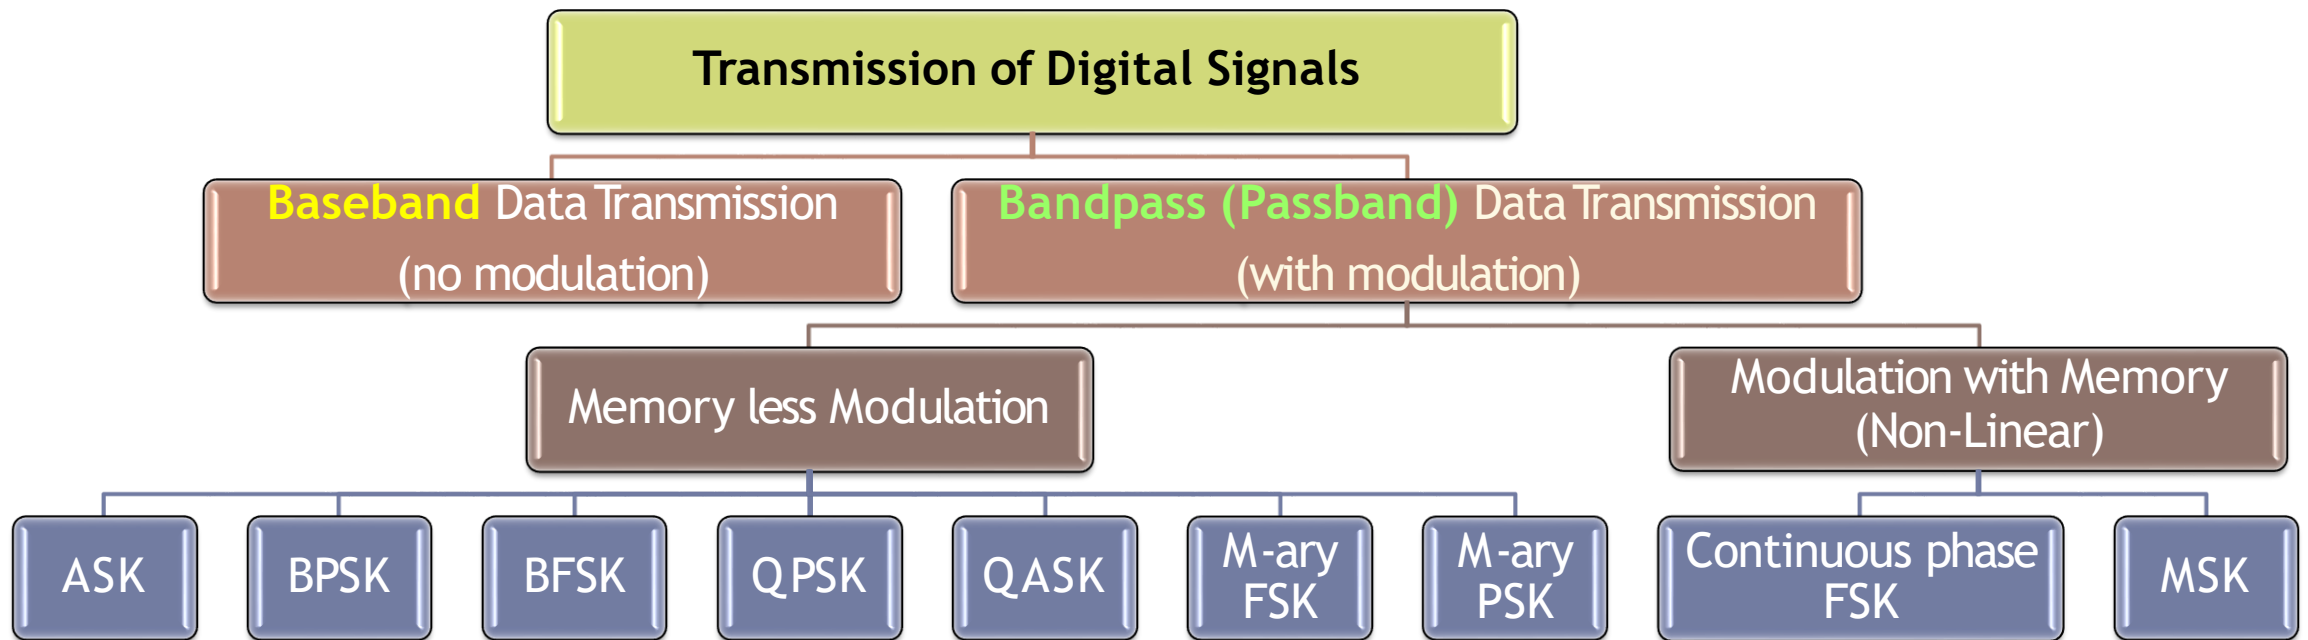 Transmission of Digital Signals
Baseband Data Transmission
(no modulation)
Bandpass (Passband) Data Transmission
(with modulation)
Memory less Modulation
Modulation with Memory
(Non-Linear)
ASK
BPSK
BFSK
QPSK
QASK
M-ary
FSK
M-ary
PSK
Continuous phase
FSK
MSK